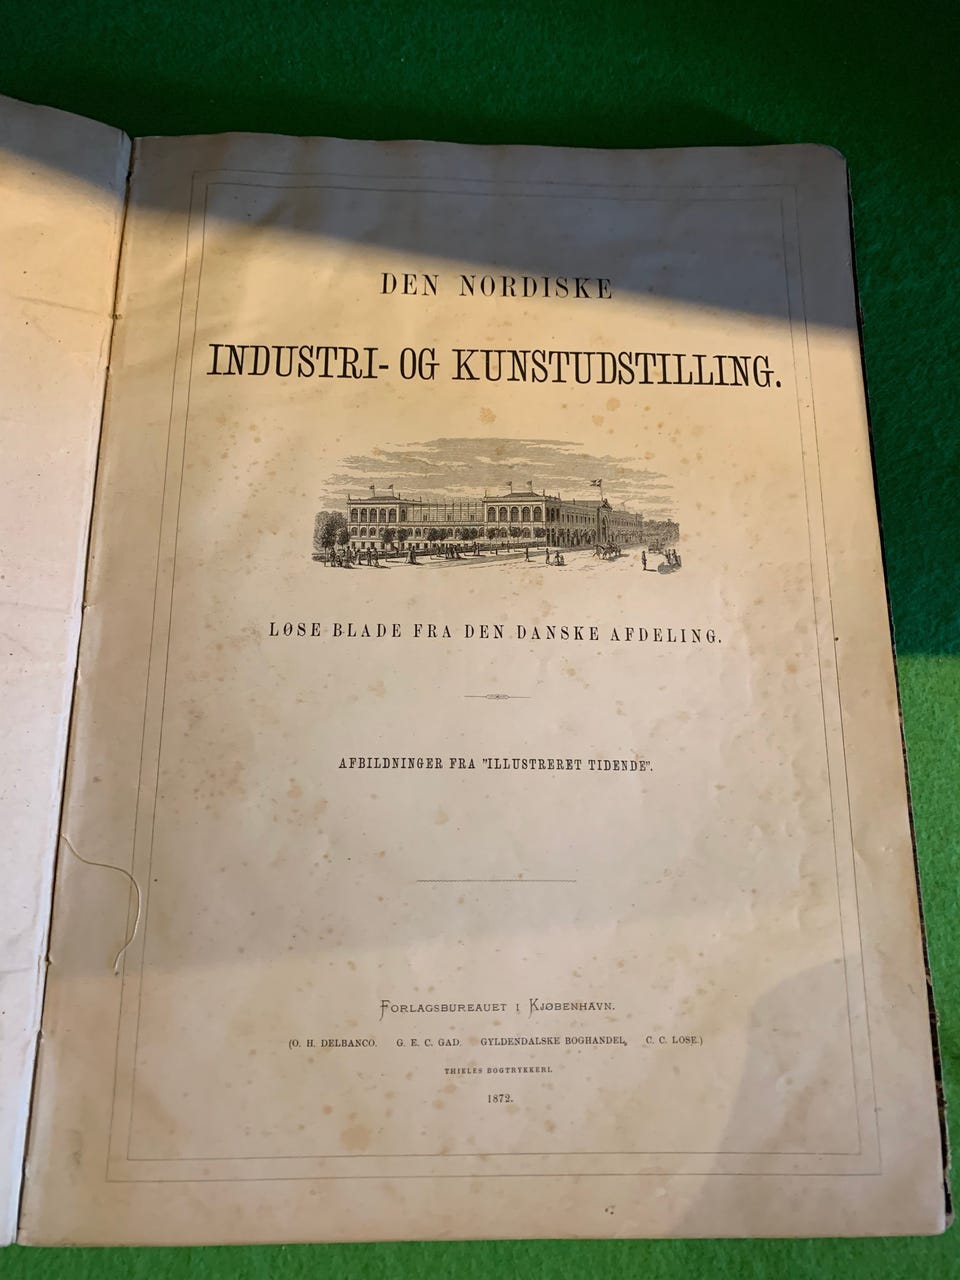 DEN NORDISKE
INDUSTRI- OG KUNSTUDSTILLING.
LØSE BLADE FRA DEN DANSKE AFDELING.
AFBILDNINGER FRA "ILLUSTRERET TIDENDE".
FORLAGSBUREAUET I KJØBENHAVN.
(O. H. DELBANCO. G. E. C. GAD. GYLDENDALSKE BOGHANDEL, C. C. LOSE.)
THIELES BOGTRYKKERI.
1872.